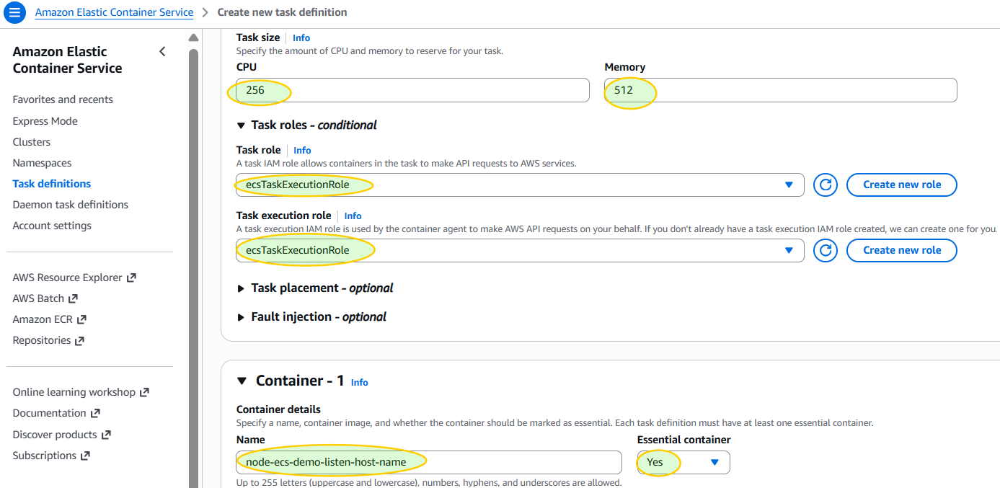 Amazon Elastic Container Service > Create new task definition
Amazon Elastic
Container Service
Favorites and recents
Express Mode
Clusters
Namespaces
Task definitions
Daemon task definitions
Account settings
AWS Resource Explorer
AWS Batch
Amazon ECR
Repositories
Online learning workshop
Documentation
Discover products
Subscriptions
Task size Info
Specify the amount of CPU and memory to reserve for your task.
CPU Memory
256 512
Task roles - conditional
Task role Info
A task IAM role allows containers in the task to make API requests to AWS services.
ecsTaskExecutionRole Create new role
Task execution role Info
A task execution IAM role is used by the container agent to make AWS API requests on your behalf. If you don't already have a task execution IAM role created, we can create one for you.
ecsTaskExecutionRole Create new role
Task placement - optional
Fault injection - optional
Container - 1 Info
Container details
Specify a name, container image, and whether the container should be marked as essential. Each task definition must have at least one essential container.
Name Essential container
node-ecs-demo-listen-host-name Yes
Up to 255 letters (uppercase and lowercase), numbers, hyphens, and underscores are allowed.